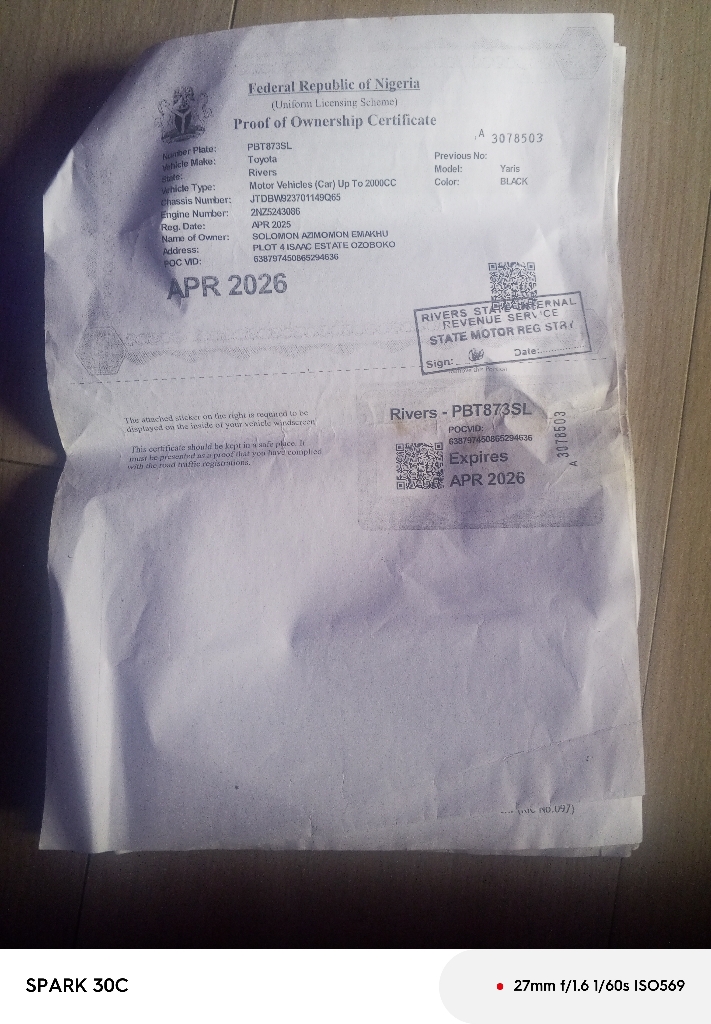 Federal Republic of Nigeria
(Uniform Licensing Scheme)
Proof of Ownership Certificate
A 3078503
Number Plate: PBT873SL
Previous No:
Vehicle Make: Toyota
Model: Yaris
State: Rivers
Color: BLACK
Vehicle Type: Motor Vehicles (Car) Up To 2000CC
Chassis Number: JTDBW923701149Q65
Engine Number: 2NZ5243086
Reg. Date: APR 2025
Name of Owner: SOLOMON AZIMOMON EMAKHU
Address: PLOT 4 ISAAC ESTATE OZOBOKO
POC VID: 638797450865294636
APR 2026
RIVERS STATE INTERNAL
REVENUE SERVICE
STATE MOTOR REG STRY
Sign: Date:
The attached sticker on the right is required to be
displayed on the inside of your vehicle windscreen
This certificate should be kept in a safe place. It
must be presented as a proof that you have complied
with the road traffic registrations.
Rivers - PBT873SL
POCVID:
638797450865294636
Expires
APR 2026
A 3078503
NO.097)
SPARK 30C
27mm f/1.6 1/60s ISO569